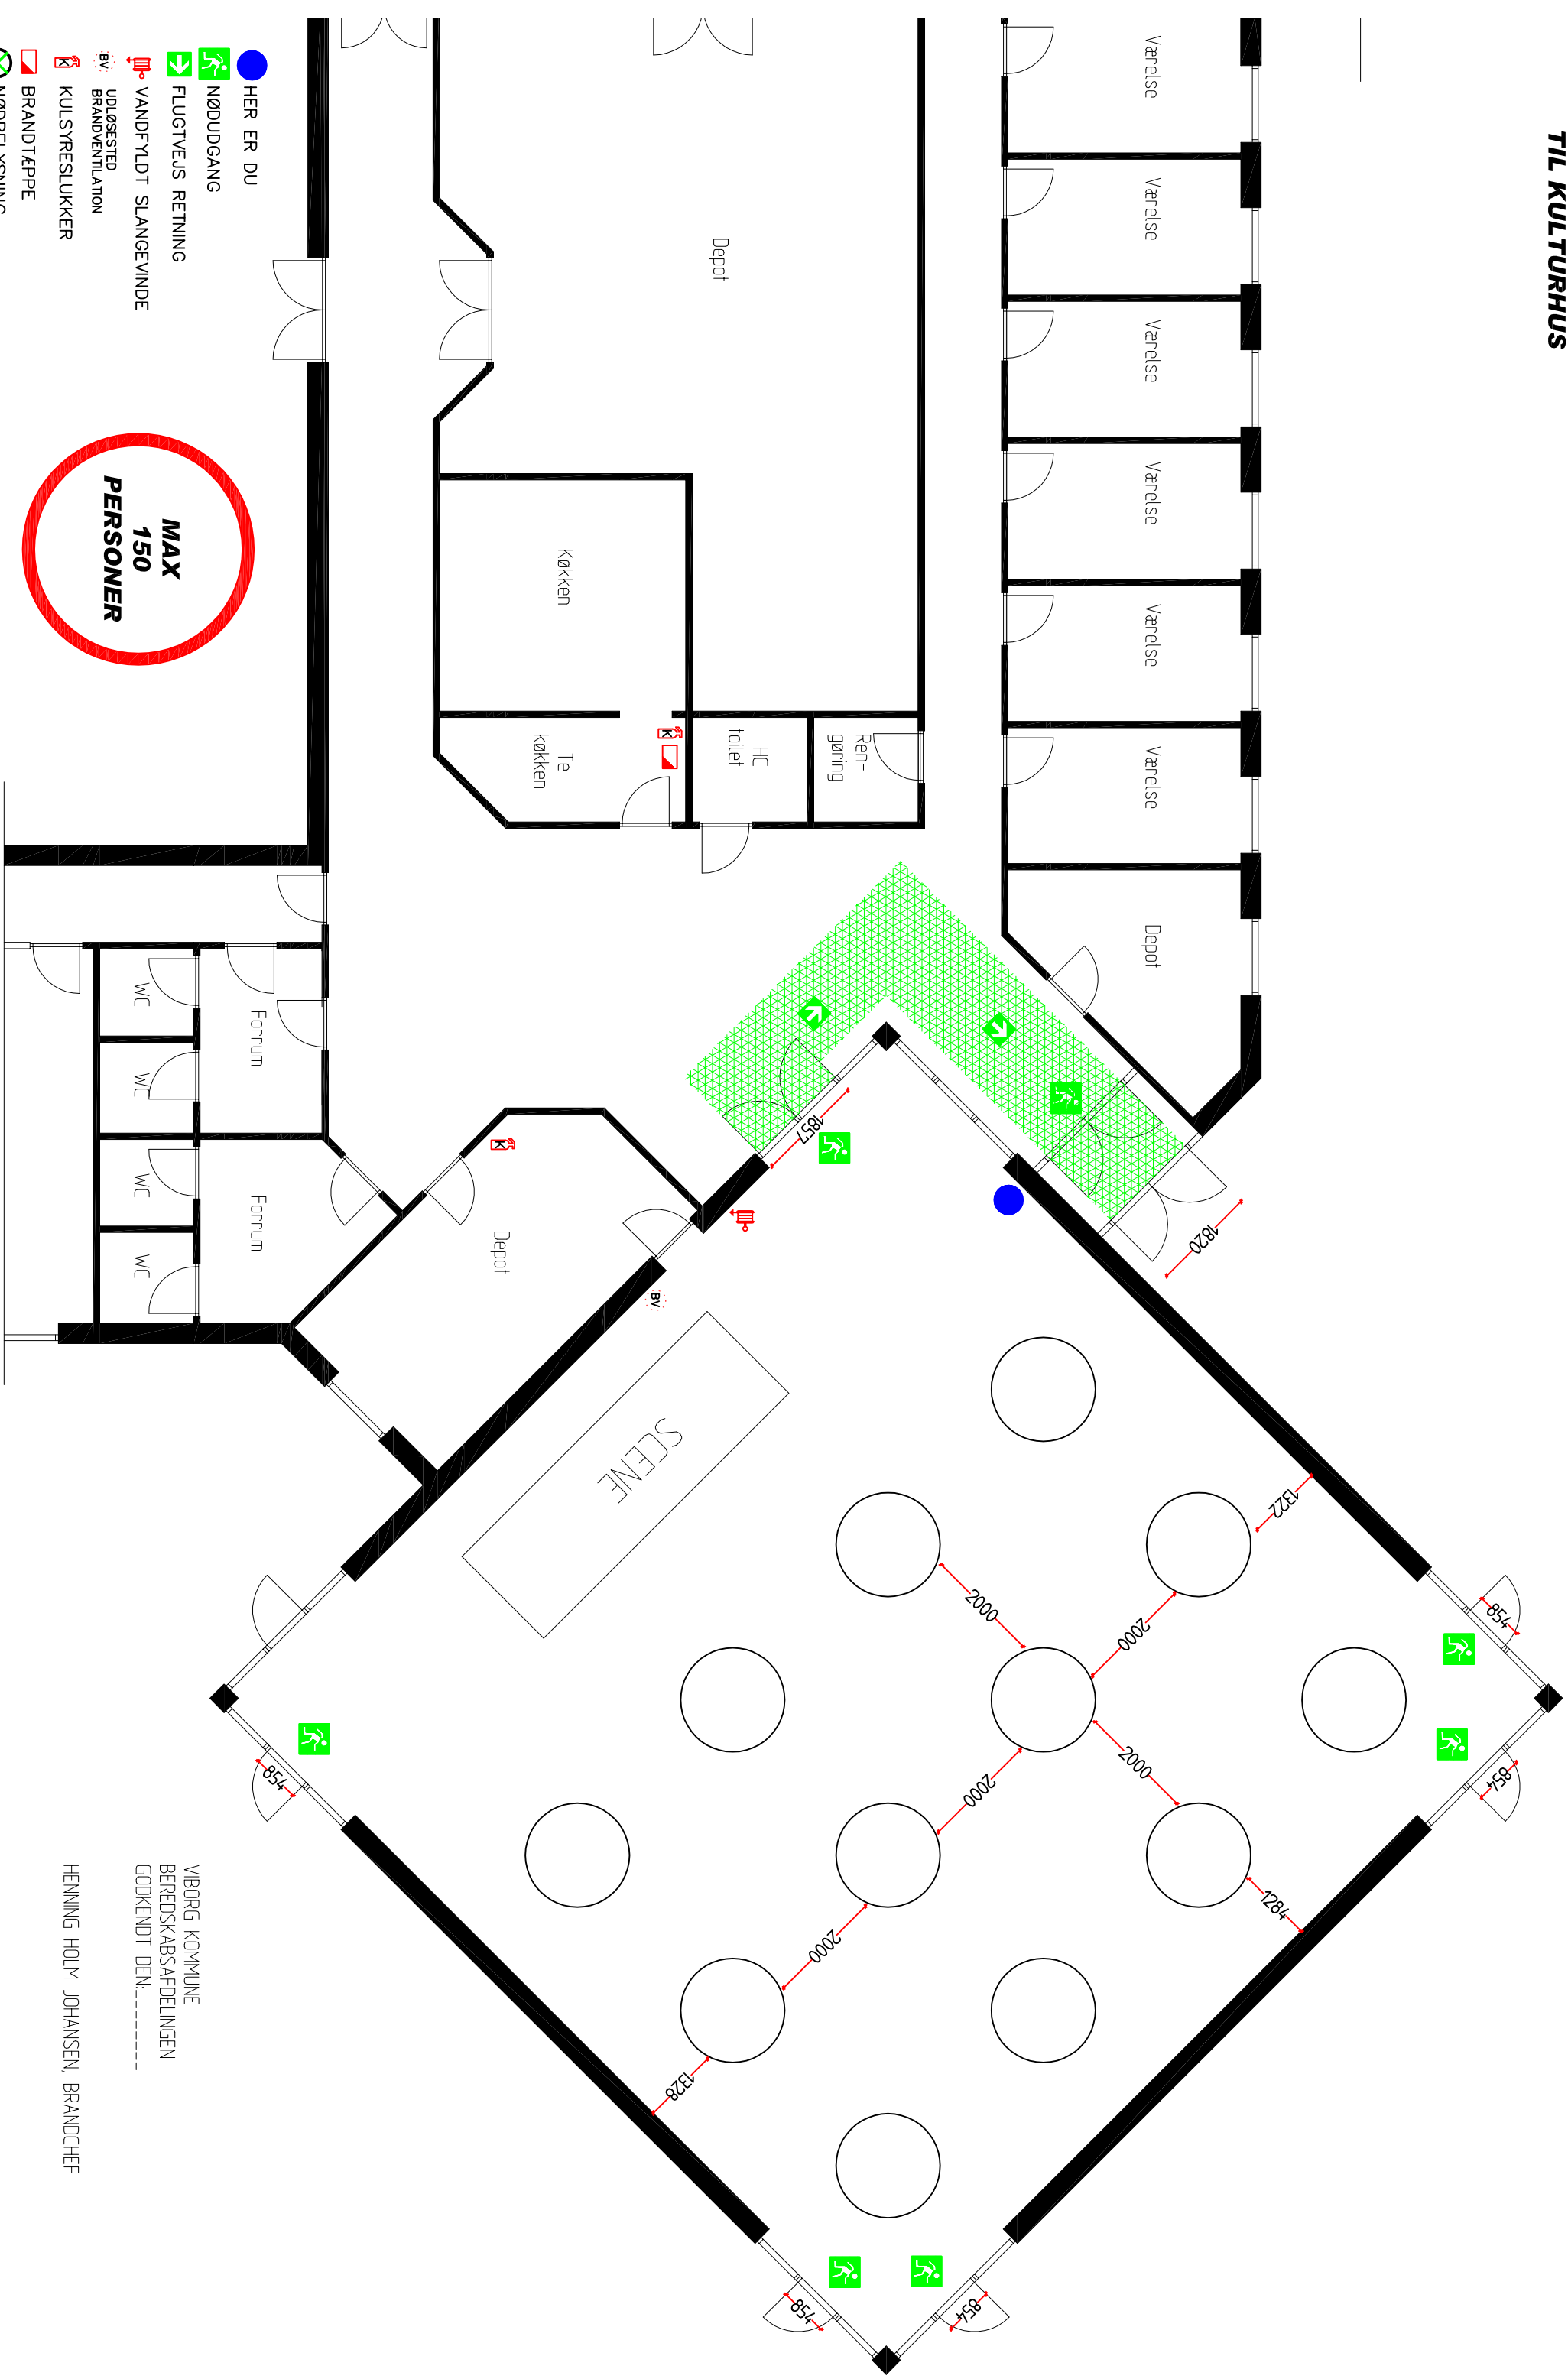 TIL KULTURHUS
Værelse
Værelse
Værelse
Værelse
Værelse
Værelse
Depot
Depot
Køkken
Te
køkken
HC
toilet
Ren-
gøring
K
HER ER DU
NØDUDGANG
FLUGTVEJS RETNING
VANDFYLDT SLANGEVINDE
BV
UDLØSESTED
BRANDVENTILATION
K
KULSYRESLUKKER
BRANDTÆPPE
NØDBELYSNING
MAX
150
PERSONER
Forrum
Forrum
WC
WC
WC
WC
Depot
K
BV
SCENE
1857
1820
1322
854
854
2000
2000
2000
2000
1284
2000
1328
854
854
854
VIBORG KOMMUNE
BEREDSKABSAFDELINGEN
GODKENDT DEN:________
HENNING HOLM JOHANSEN, BRANDCHEF